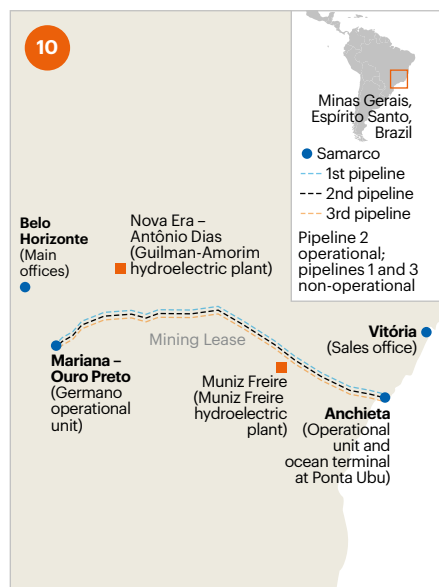 10
Minas Gerais,
Espírito Santo,
Brazil
Samarco
1st pipeline
2nd pipeline
3rd pipeline
Pipeline 2
operational;
pipelines 1 and 3
non-operational
Belo
Horizonte
(Main
offices)
Nova Era –
Antônio Dias
(Guilman-Amorim
hydroelectric plant)
Mining Lease
Vitória
(Sales office)
Mariana –
Ouro Preto
(Germano
operational
unit)
Muniz Freire
(Muniz Freire
hydroelectric
plant)
Anchieta
(Operational
unit and
ocean terminal
at Ponta Ubu)